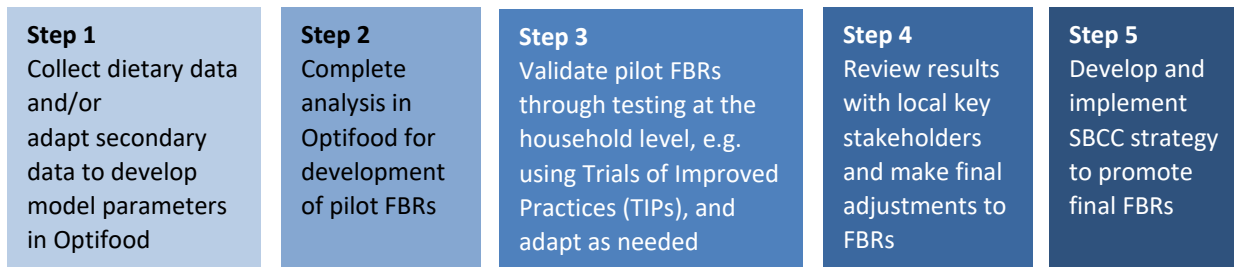 Step 1
Collect dietary data
and/or
adapt secondary
data to develop
model parameters
in Optifood
Step 2
Complete
analysis in
Optifood for
development
of pilot FBRs
Step 3
Validate pilot FBRs
through testing at the
household level, e.g.
using Trials of Improved
Practices (TIPs), and
adapt as needed
Step 4
Review results
with local key
stakeholders
and make final
adjustments to
FBRs
Step 5
Develop and
implement
SBCC strategy
to promote
final FBRs